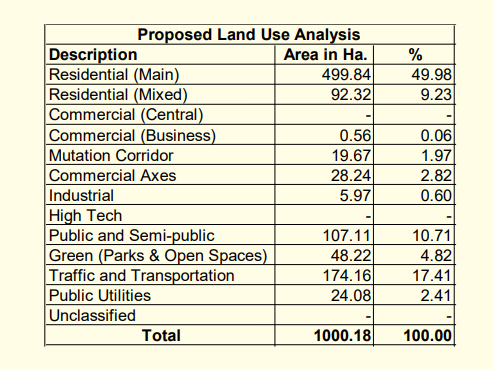 Proposed Land Use Analysis
Description Area in Ha. %
Residential (Main) 499.84 49.98
Residential (Mixed) 92.32 9.23
Commercial (Central) - -
Commercial (Business) 0.56 0.06
Mutation Corridor 19.67 1.97
Commercial Axes 28.24 2.82
Industrial 5.97 0.60
High Tech - -
Public and Semi-public 107.11 10.71
Green (Parks & Open Spaces) 48.22 4.82
Traffic and Transportation 174.16 17.41
Public Utilities 24.08 2.41
Unclassified - -
Total 1000.18 100.00